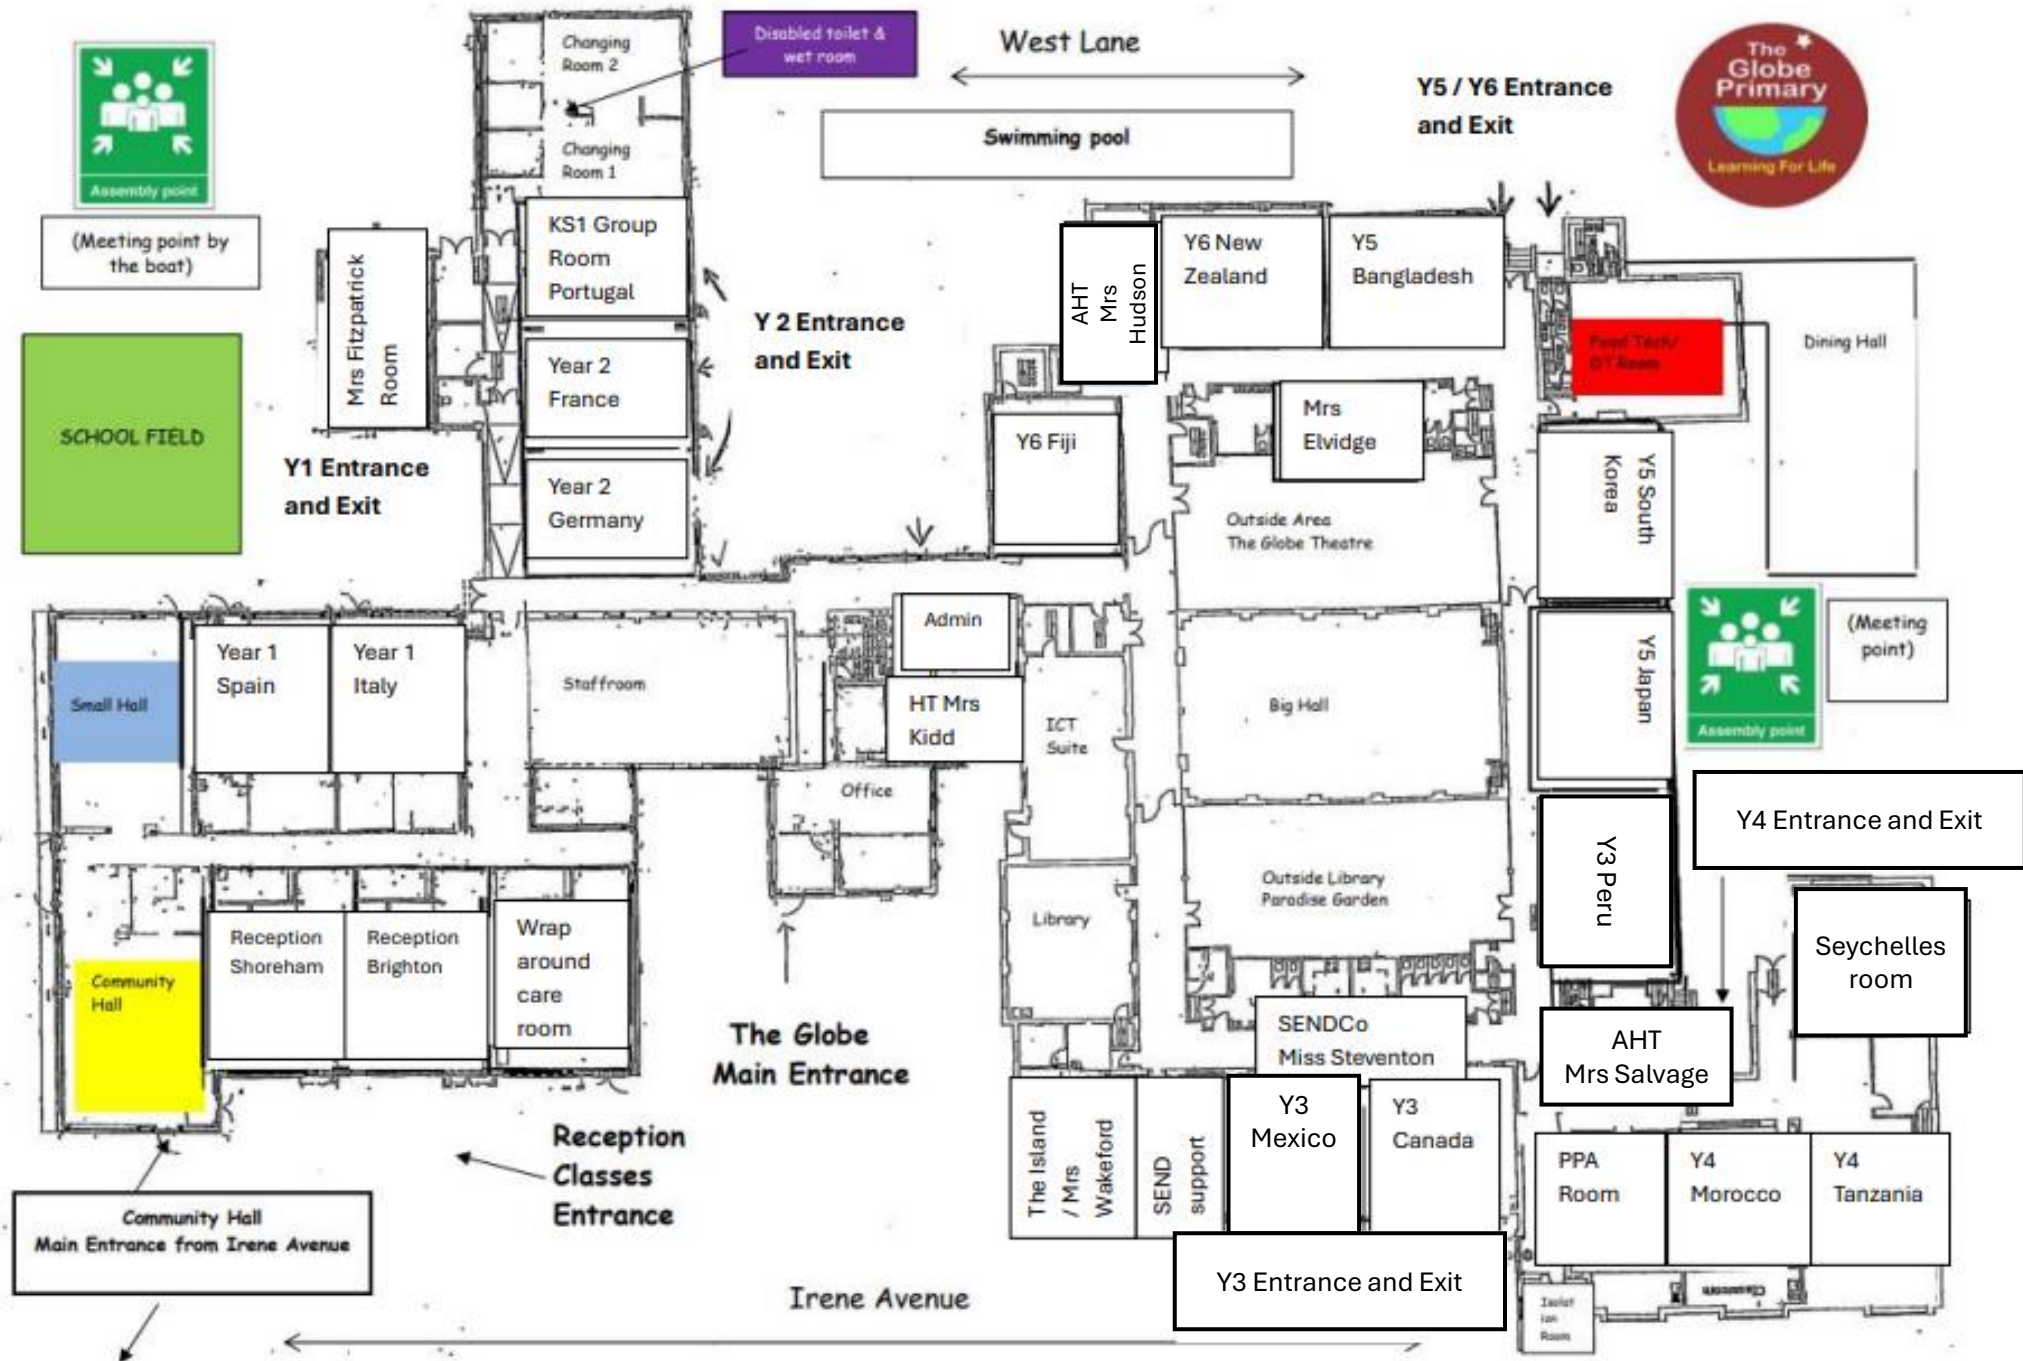 Changing
Room 2
Disabled toilet &
wet room
West Lane
Y5 / Y6 Entrance
and Exit
The
Globe
Primary
Learning For Life
Assembly point
(Meeting point by
the boat)
Swimming pool
Changing
Room 1
KS1 Group
Room
Portugal
Mrs Fitzpatrick
Room
Y 2 Entrance
and Exit
AHT
Mrs
Hudson
Y6 New
Zealand
Y5
Bangladesh
Food Tech/
DT Room
Dining Hall
SCHOOL FIELD
Year 2
France
Y1 Entrance
and Exit
Year 2
Germany
Y6 Fiji
Mrs
Elvidge
Y5 South
Korea
Outside Area
The Globe Theatre
Small Hall
Year 1
Spain
Year 1
Italy
Staffroom
Admin
HT Mrs
Kidd
ICT
Suite
Big Hall
Y5 Japan
Assembly point
(Meeting
point)
Office
Y4 Entrance and Exit
Y3 Peru
Outside Library
Paradise Garden
Library
Community
Hall
Reception
Shoreham
Reception
Brighton
Wrap
around
care
room
Seychelles
room
The Globe
Main Entrance
SENDCo
Miss Steventon
AHT
Mrs Salvage
Reception
Classes
Entrance
The Island
/ Mrs
Wakeford
SEND
support
Y3
Mexico
Y3
Canada
PPA
Room
Y4
Morocco
Y4
Tanzania
Community Hall
Main Entrance from Irene Avenue
Y3 Entrance and Exit
Irene Avenue
Isolat
ion
Room
Classroom